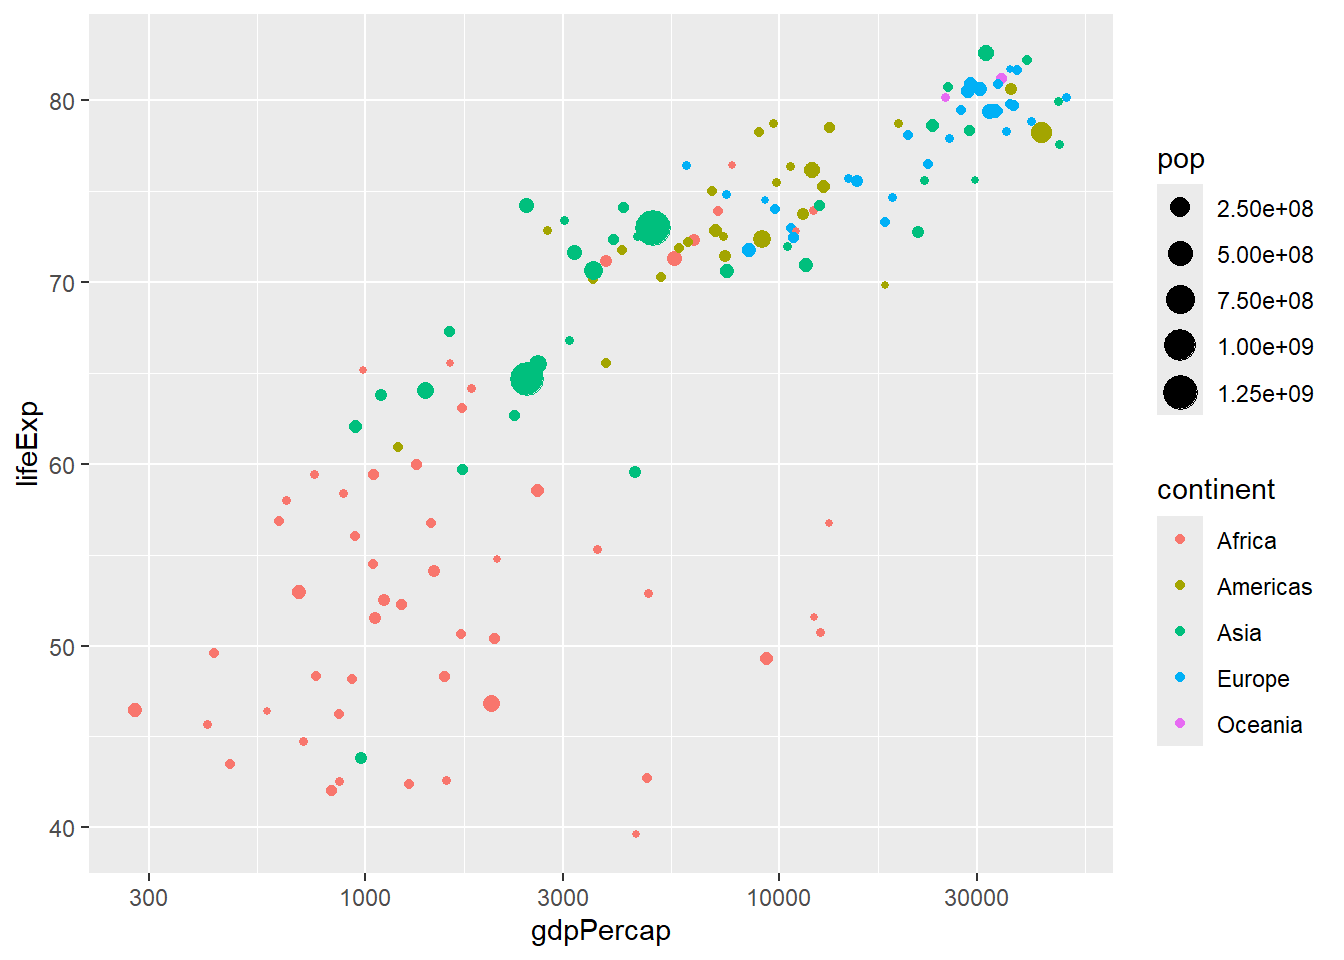 80
70
60
50
40
lifeExp
300
1000
3000
10000
30000
gdpPercap
pop
2.50e+08
5.00e+08
7.50e+08
1.00e+09
1.25e+09
continent
Africa
Americas
Asia
Europe
Oceania